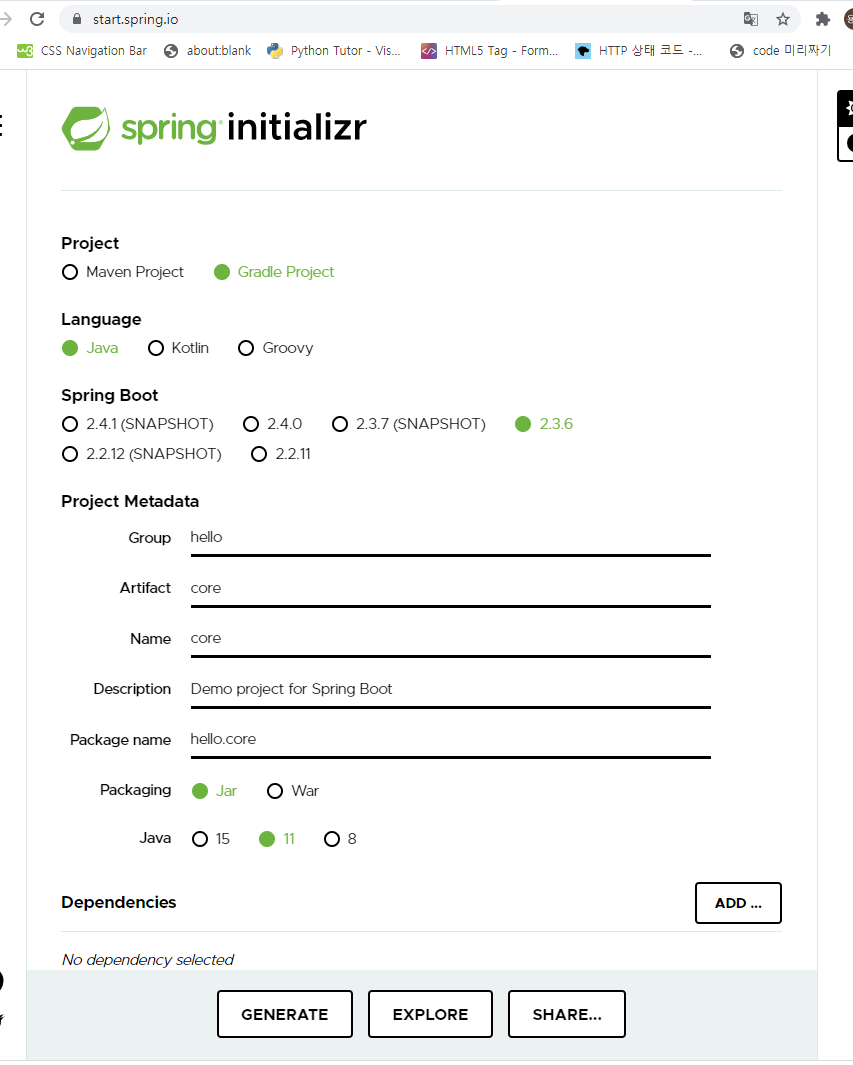 start.spring.io
CSS Navigation Bar about:blank Python Tutor - Vis... HTML5 Tag - Form... HTTP 상태 코드 -... code 미리짜기
spring initializr
Project
Maven Project Gradle Project
Language
Java Kotlin Groovy
Spring Boot
2.4.1 (SNAPSHOT) 2.4.0 2.3.7 (SNAPSHOT) 2.3.6
2.2.12 (SNAPSHOT) 2.2.11
Project Metadata
Group hello
Artifact core
Name core
Description Demo project for Spring Boot
Package name hello.core
Packaging Jar War
Java 15 11 8
Dependencies ADD ...
No dependency selected
GENERATE EXPLORE SHARE...